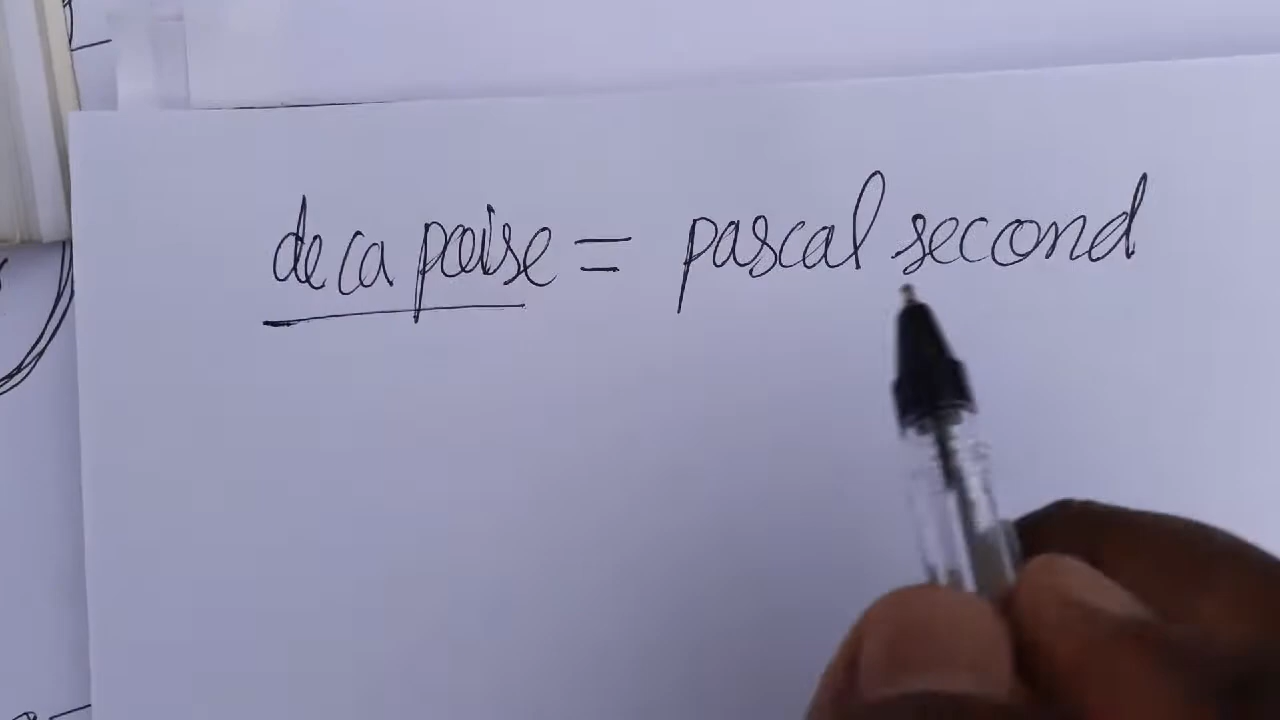 deca poise = pascal second